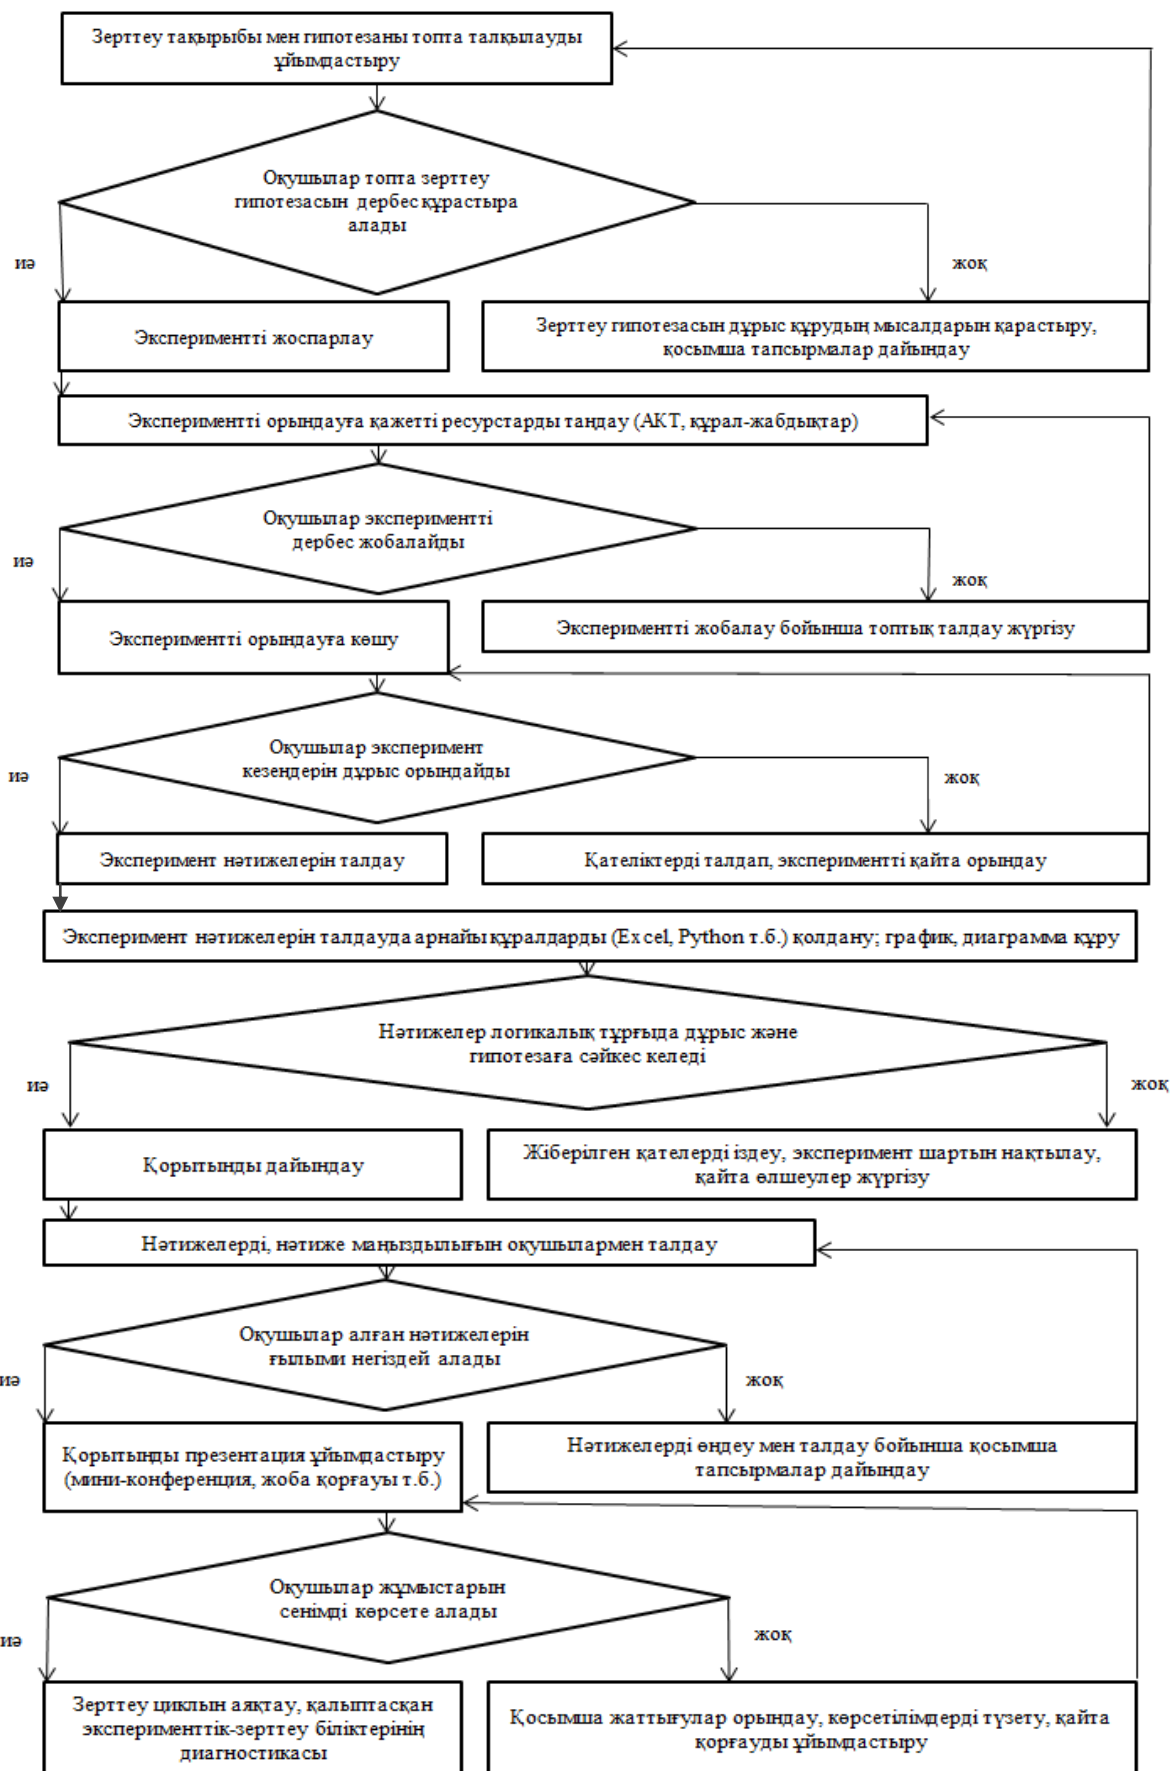 Зерттеу тақырыбы мен гипотезаны топта талқылауды
ұйымдастыру
Оқушылар топта зерттеу
гипотезасын дербес құрастыра
алады
иә
жоқ
Экспериментті жоспарлау
Зерттеу гипотезасын дұрыс құрудың мысалдарын қарастыру,
қосымша тапсырмалар дайындау
Экспериментті орындауға қажетті ресурстарды таңдау (АКТ, құрал-жабдықтар)
Оқушылар экспериментті
дербес жобалайды
иә
жоқ
Экспериментті орындауға көшу
Экспериментті жобалау бойынша топтық талдау жүргізу
Оқушылар эксперимент
кезеңдерін дұрыс орындайды
иә
жоқ
Эксперимент нәтижелерін талдау
Қателіктерді талдап, экспериментті қайта орындау
Эксперимент нәтижелерін талдауда арнайы құралдарды (Excel, Python т.б.) қолдану; график, диаграмма құру
Нәтижелер логикалық тұрғыда дұрыс және
гипотезаға сәйкес келеді
иә
жоқ
Қорытынды дайындау
Жіберілген қателерді іздеу, эксперимент шартын нақтылау,
қайта өлшеулер жүргізу
Нәтижелерді, нәтиже маңыздылығын оқушылармен талдау
Оқушылар алған нәтижелерін
ғылыми негіздей алады
иә
жоқ
Қорытынды презентация ұйымдастыру
(мини-конференция, жоба қорғауы т.б.)
Нәтижелерді өңдеу мен талдау бойынша қосымша
тапсырмалар дайындау
Оқушылар жұмыстарын
сенімді көрсете алады
иә
жоқ
Зерттеу циклын аяқтау, қалыптасқан
эксперименттік-зерттеу біліктерінің
диагностикасы
Қосымша жаттығулар орындау, көрсетілімдерді түзету, қайта
қорғауды ұйымдастыру